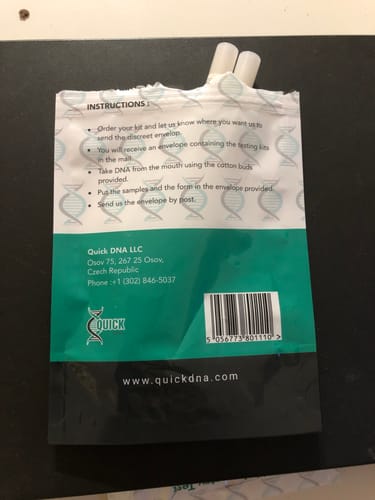 INSTRUCTIONS :
• Order your kit and let us know where you want us to
send the discreet envelop.
• You will receive an envelope containing the testing kits
in the mail.
• Take DNA from the mouth using the cotton buds
provided.
• Put the samples and the form in the envelope provided.
• Send us the envelope by post.
Quick DNA LLC
Osov 75, 267 25 Osov,
Czech Republic
Phone :+1 (302) 846-5037
QUICK
5 056773 801110 >
www.quickdna.com